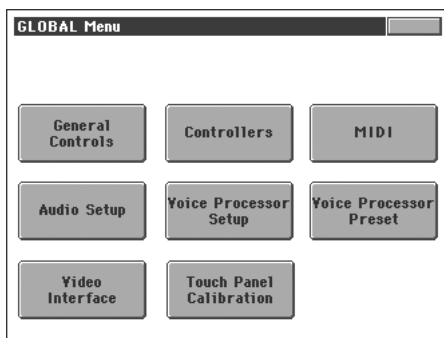 GLOBAL Menu
General
Controls
Controllers
MIDI
Audio Setup
Voice Processor
Setup
Voice Processor
Preset
Video
Interface
Touch Panel
Calibration